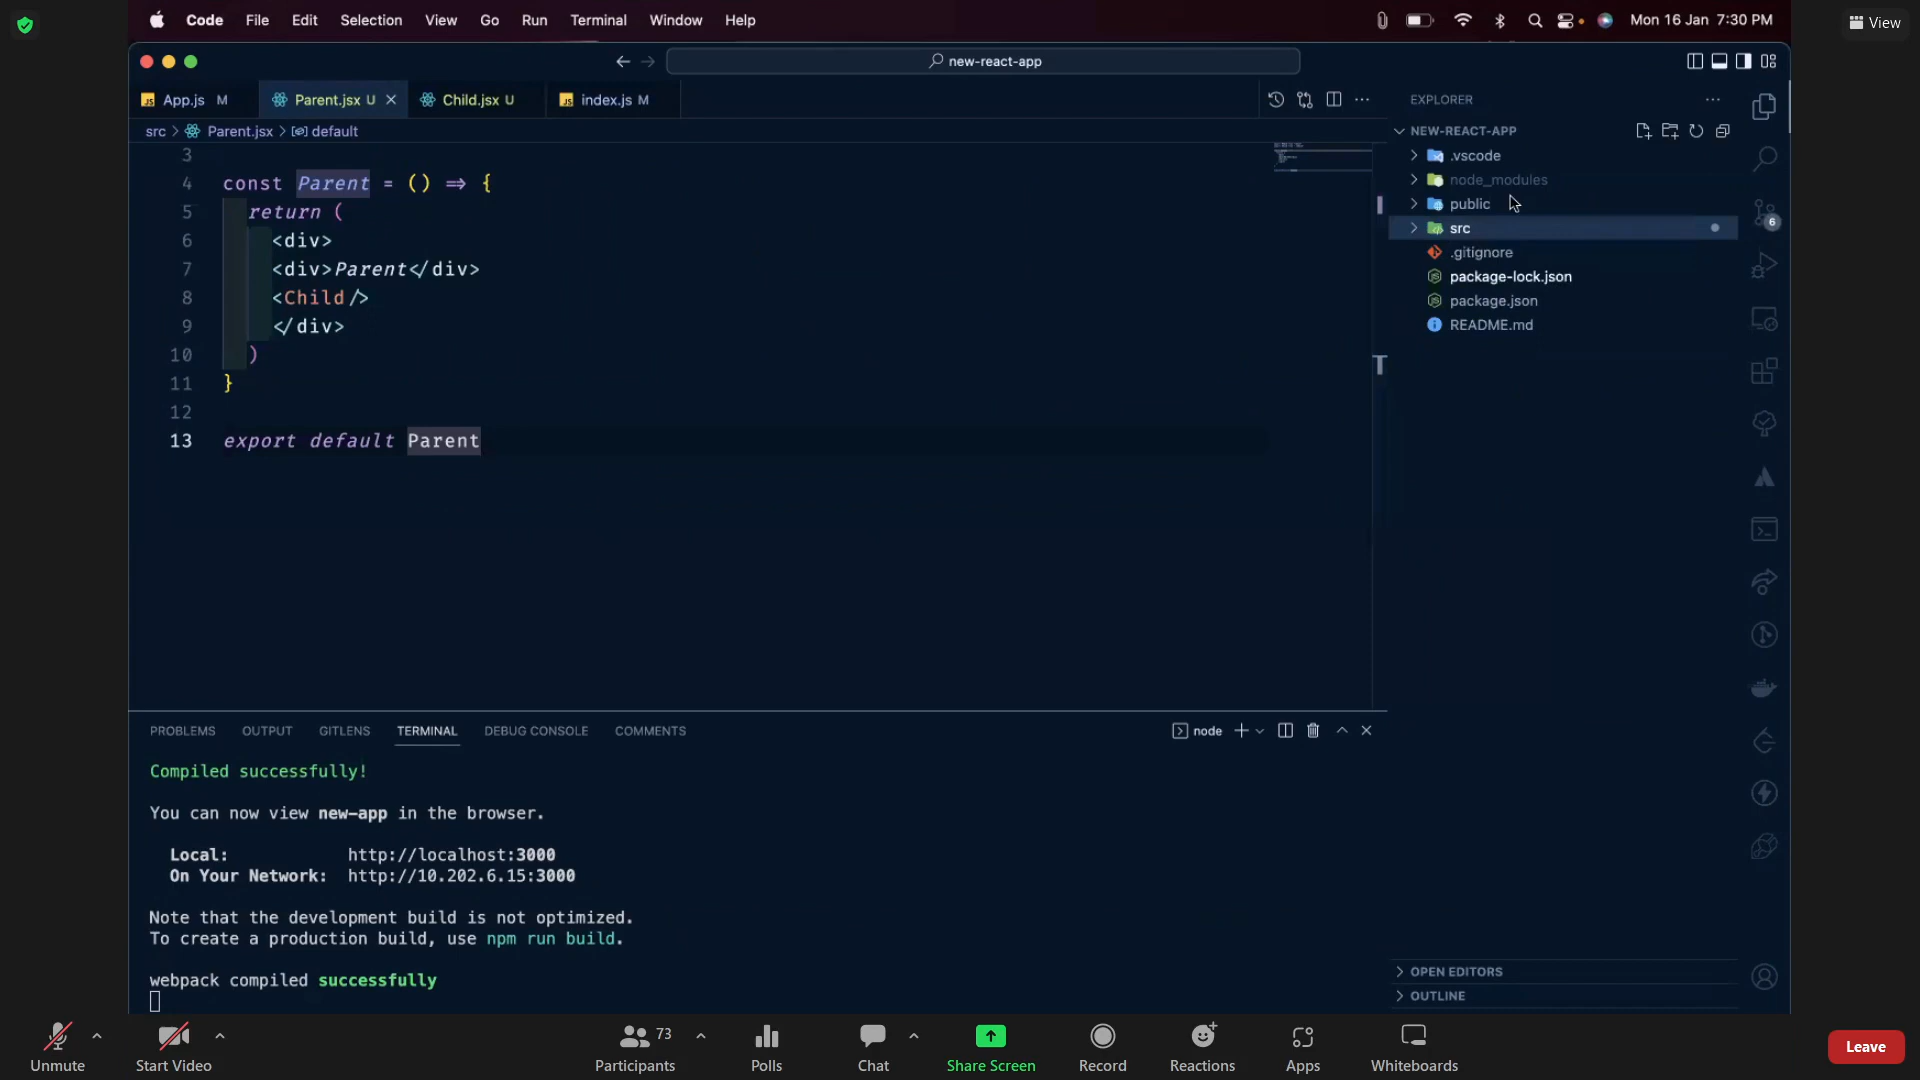 Code File Edit Selection View Go Run Terminal Window Help Mon 16 Jan 7:30 PM
View
new-react-app
JS App.js M Parent.jsx U Child.jsx U JS index.js M
src > Parent.jsx > default
3
4 const Parent = () => {
5 return (
6 <div>
7 <div>Parent</div>
8 <Child/>
9 </div>
10 )
11 }
12
13 export default Parent
EXPLORER
NEW-REACT-APP
.vscode
node_modules
public
src
.gitignore
package-lock.json
package.json
README.md
6
OPEN EDITORS
OUTLINE
PROBLEMS OUTPUT GITLENS TERMINAL DEBUG CONSOLE COMMENTS node
Compiled successfully!
You can now view new-app in the browser.
Local: http://localhost:3000
On Your Network: http://10.202.6.15:3000
Note that the development build is not optimized.
To create a production build, use npm run build.
webpack compiled successfully
Unmute Start Video Participants 73 Polls Chat Share Screen Record Reactions Apps Whiteboards Leave